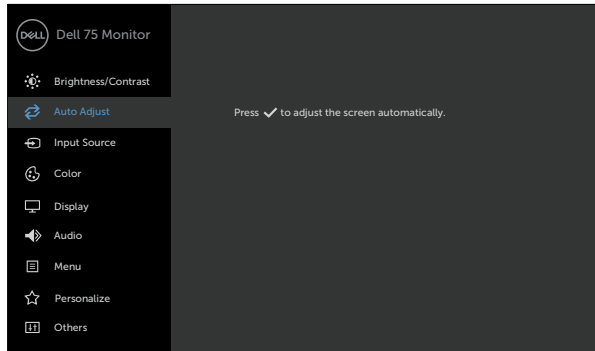 DELL Dell 75 Monitor
Brightness/Contrast
Auto Adjust
Press ✓ to adjust the screen automatically.
Input Source
Color
Display
Audio
Menu
Personalize
Others